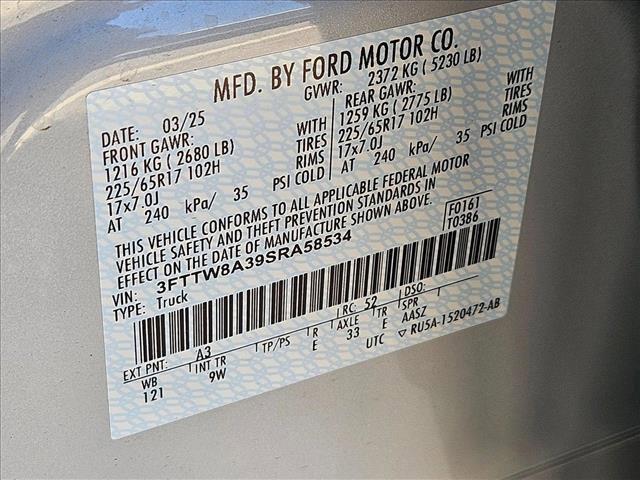 MFD. BY FORD MOTOR CO.
DATE: 03/25 GVWR: 2372 KG ( 5230 LB)
FRONT GAWR: REAR GAWR:
1216 KG ( 2680 LB) WITH 1259 KG ( 2775 LB) WITH
225/65R17 102H TIRES 225/65R17 102H TIRES
17x7.0J RIMS 17x7.0J RIMS
AT 240 kPa/ 35 PSI COLD AT 240 kPa/ 35 PSI COLD
THIS VEHICLE CONFORMS TO ALL APPLICABLE FEDERAL MOTOR
VEHICLE SAFETY AND THEFT PREVENTION STANDARDS IN
EFFECT ON THE DATE OF MANUFACTURE SHOWN ABOVE.
VIN: 3FTTW8A39SRA58534 F0161
TYPE: Truck T0386
EXT PNT: A3 RC: 52 DSO:
WB INT TR TP/PS R AXLE TR SPR
121 9W E 33 E AASZ
UTC ▽ RU5A-1520472-AB